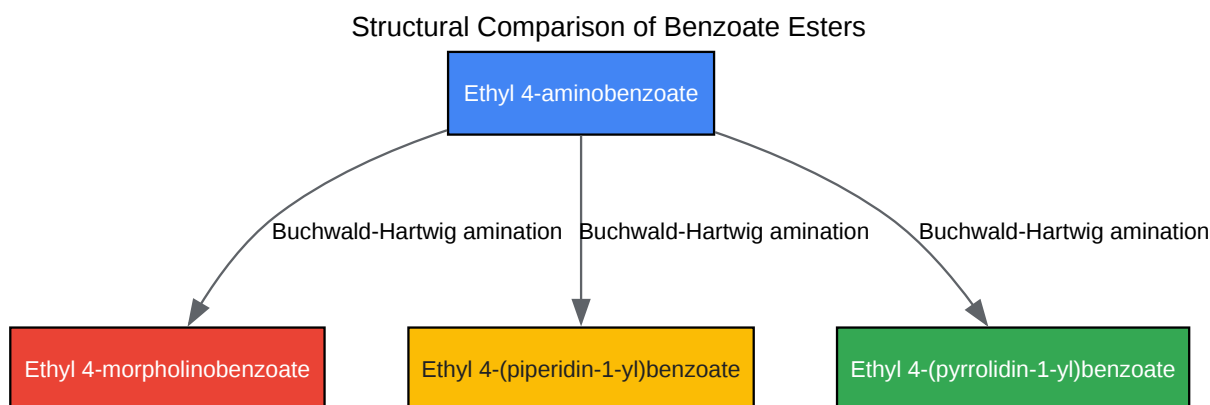 Structural Comparison of Benzoate Esters
Ethyl 4-aminobenzoate
Buchwald-Hartwig amination
Buchwald-Hartwig amination
Buchwald-Hartwig amination
Ethyl 4-morpholinobenzoate
Ethyl 4-(piperidin-1-yl)benzoate
Ethyl 4-(pyrrolidin-1-yl)benzoate